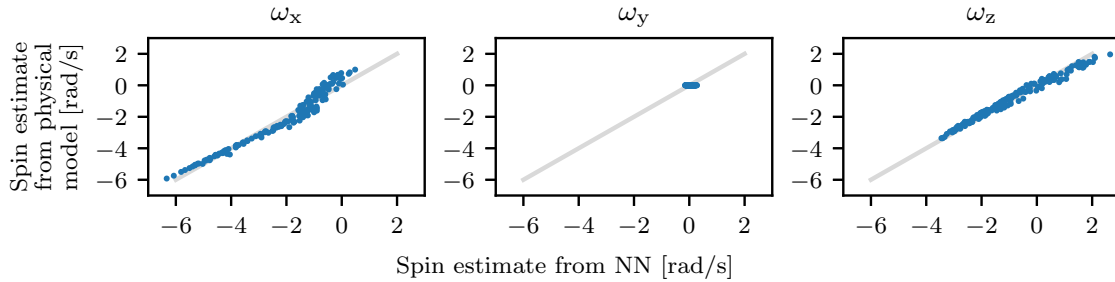 ωx
ωy
ωz
Spin estimate
from physical
model [rad/s]
2
0
−2
−4
−6
2
0
−2
−4
−6
2
0
−2
−4
−6
−6 −4 −2 0 2
−6 −4 −2 0 2
−6 −4 −2 0 2
Spin estimate from NN [rad/s]